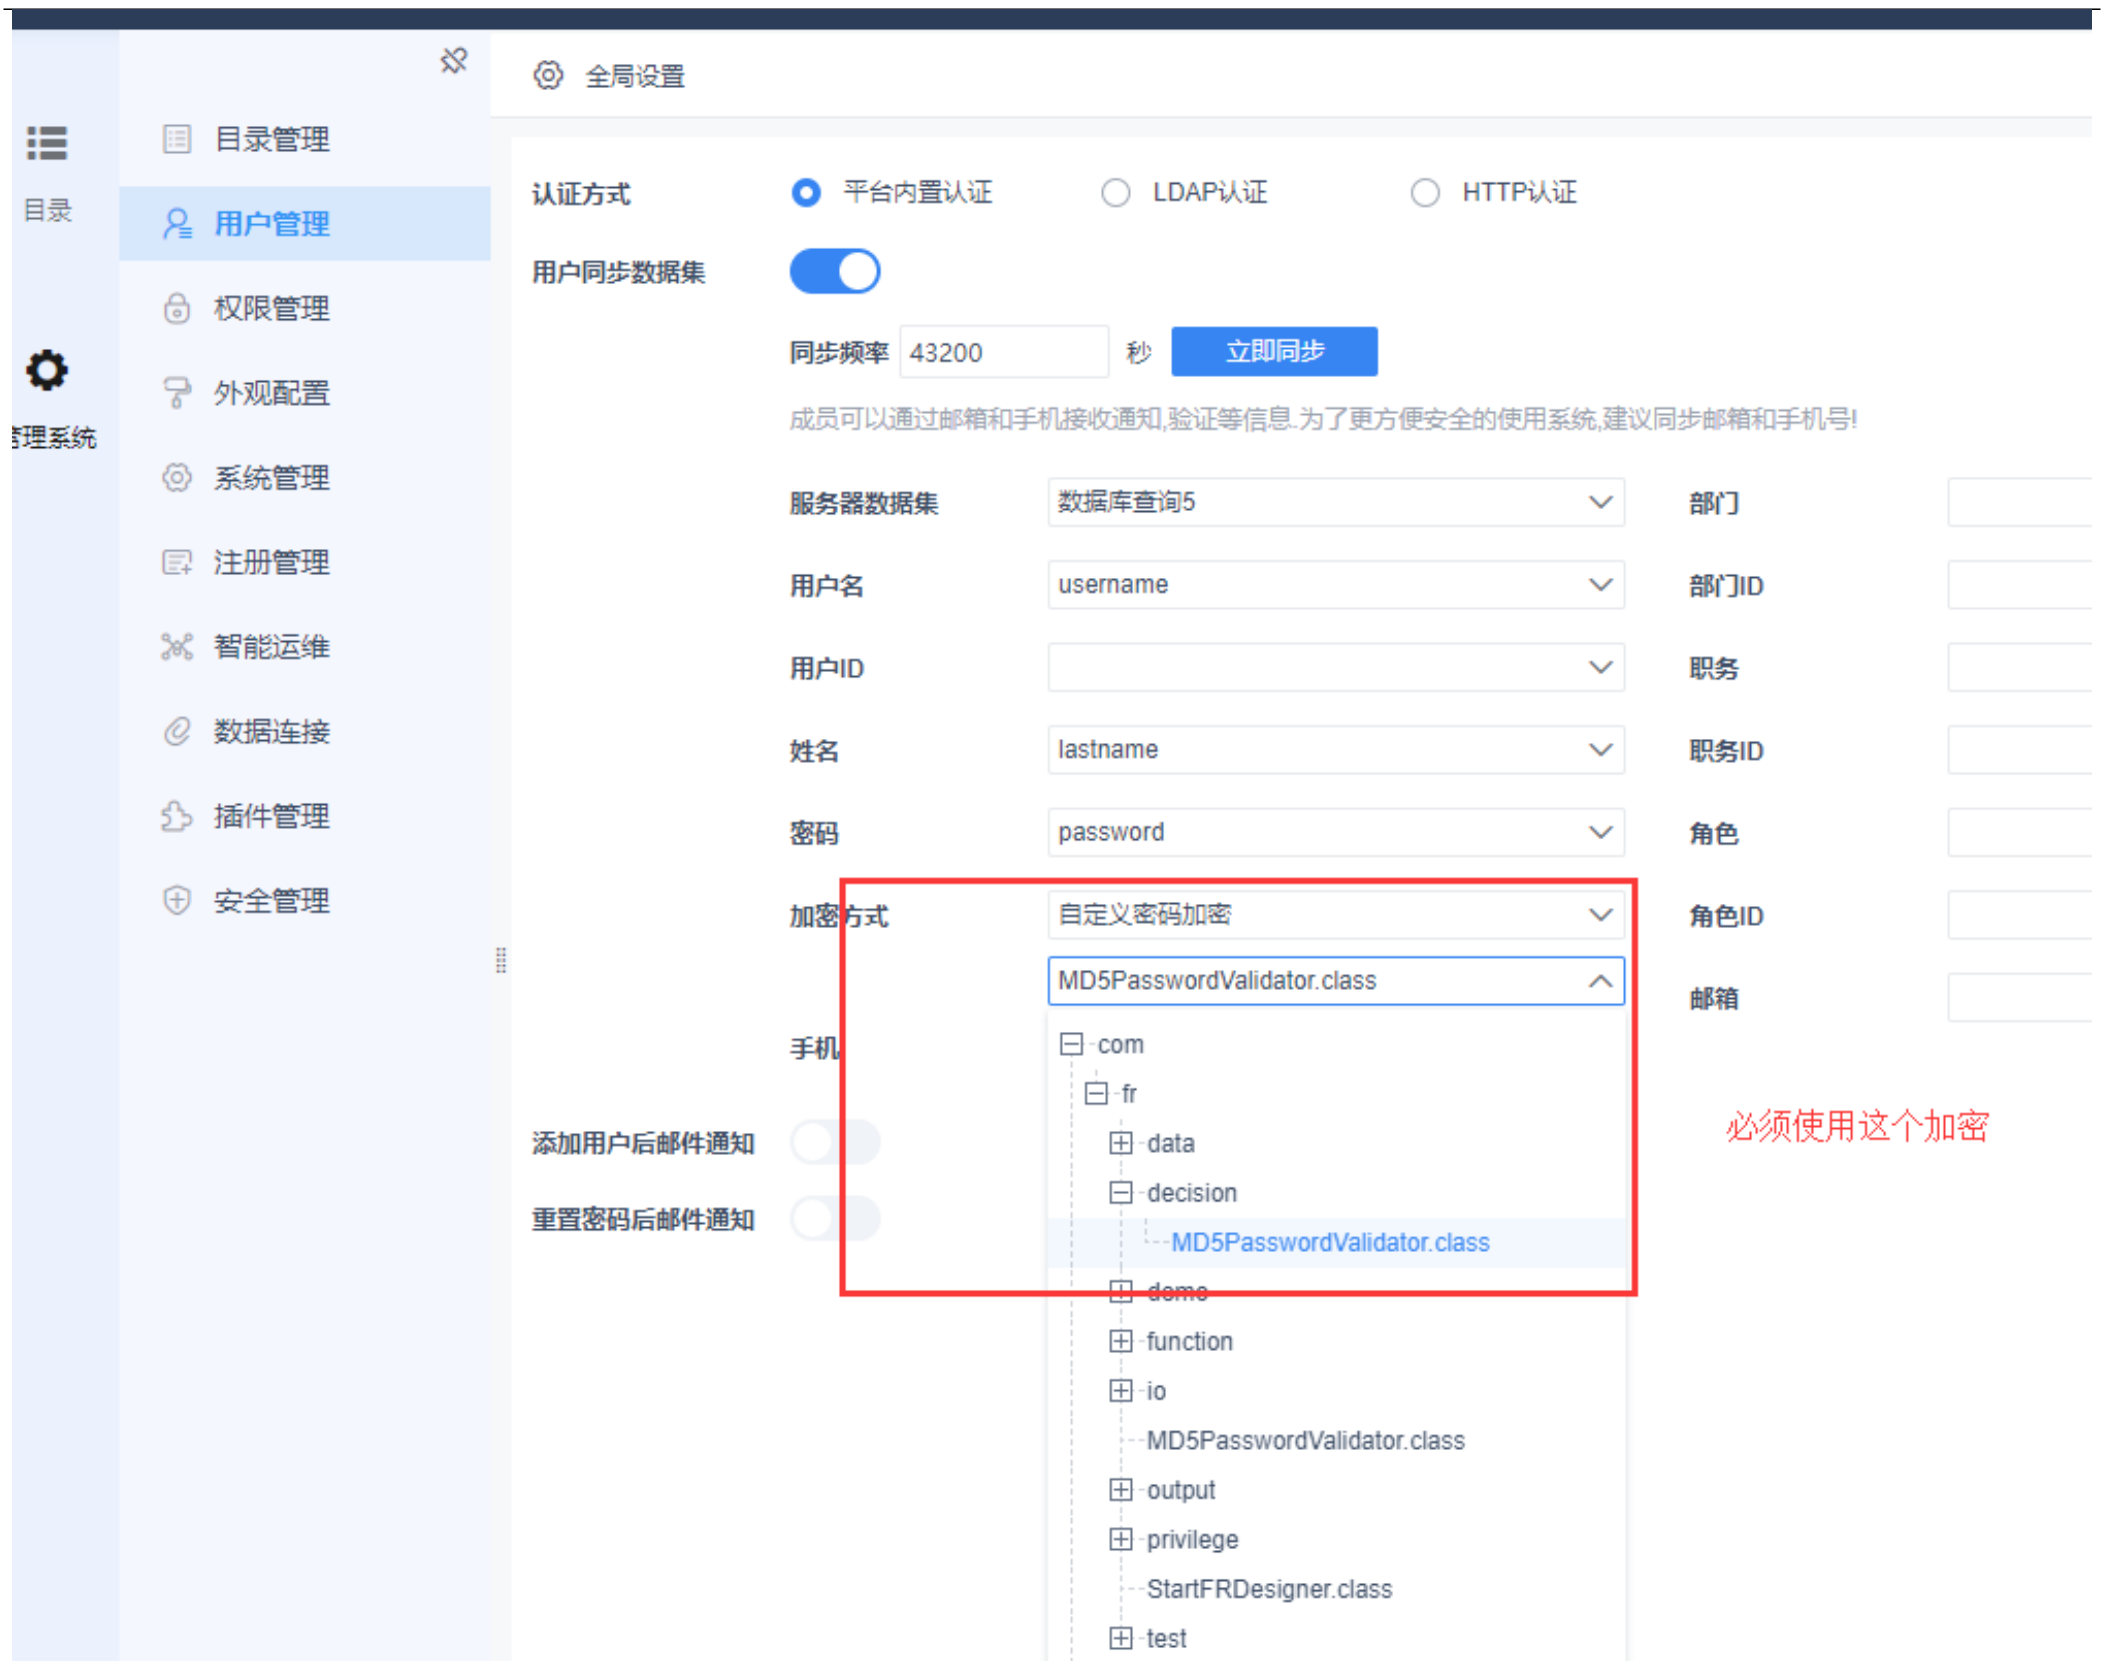 全局设置
目录
管理系统
目录管理
用户管理
权限管理
外观配置
系统管理
注册管理
智能运维
数据连接
插件管理
安全管理
认证方式 平台内置认证 LDAP认证 HTTP认证
用户同步数据集
同步频率 43200 秒 立即同步
成员可以通过邮箱和手机接收通知,验证等信息.为了更方便安全的使用系统,建议同步邮箱和手机号!
服务器数据集 数据库查询5 部门
用户名 username 部门ID
用户ID 职务
姓名 lastname 职务ID
密码 password 角色
加密方式 自定义密码加密 角色ID
MD5PasswordValidator.class 邮箱
手机 com
fr
必须使用这个加密
添加用户后邮件通知 data
decision
重置密码后邮件通知
MD5PasswordValidator.class
demo
function
io
MD5PasswordValidator.class
output
privilege
StartFRDesigner.class
test